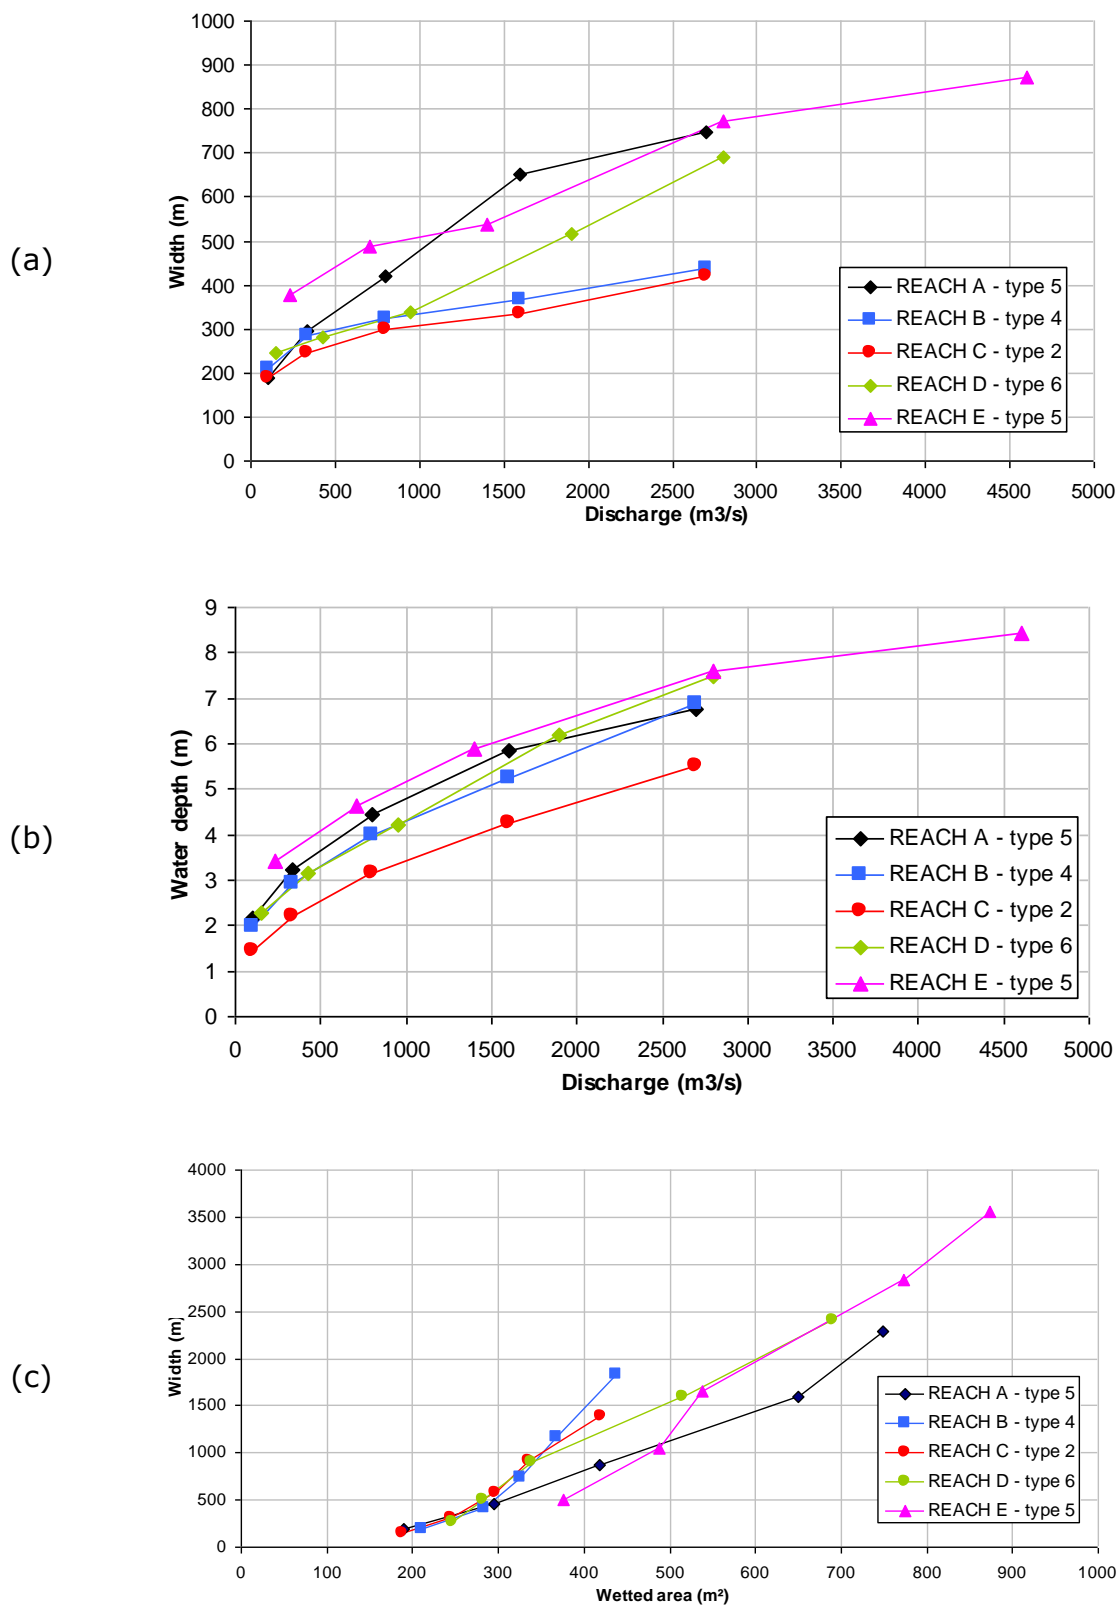 (a)
1000
900
800
700
600
500
400
300
200
100
0
Width (m)
REACH A - type 5
REACH B - type 4
REACH C - type 2
REACH D - type 6
REACH E - type 5
0 500 1000 1500 2000 2500 3000 3500 4000 4500 5000
Discharge (m3/s)
(b)
9
8
7
6
5
4
3
2
1
0
Water depth (m)
REACH A - type 5
REACH B - type 4
REACH C - type 2
REACH D - type 6
REACH E - type 5
0 500 1000 1500 2000 2500 3000 3500 4000 4500 5000
Discharge (m3/s)
(c)
4000
3500
3000
2500
2000
1500
1000
500
0
Width (m)
REACH A - type 5
REACH B - type 4
REACH C - type 2
REACH D - type 6
REACH E - type 5
0 100 200 300 400 500 600 700 800 900 1000
Wetted area (m²)